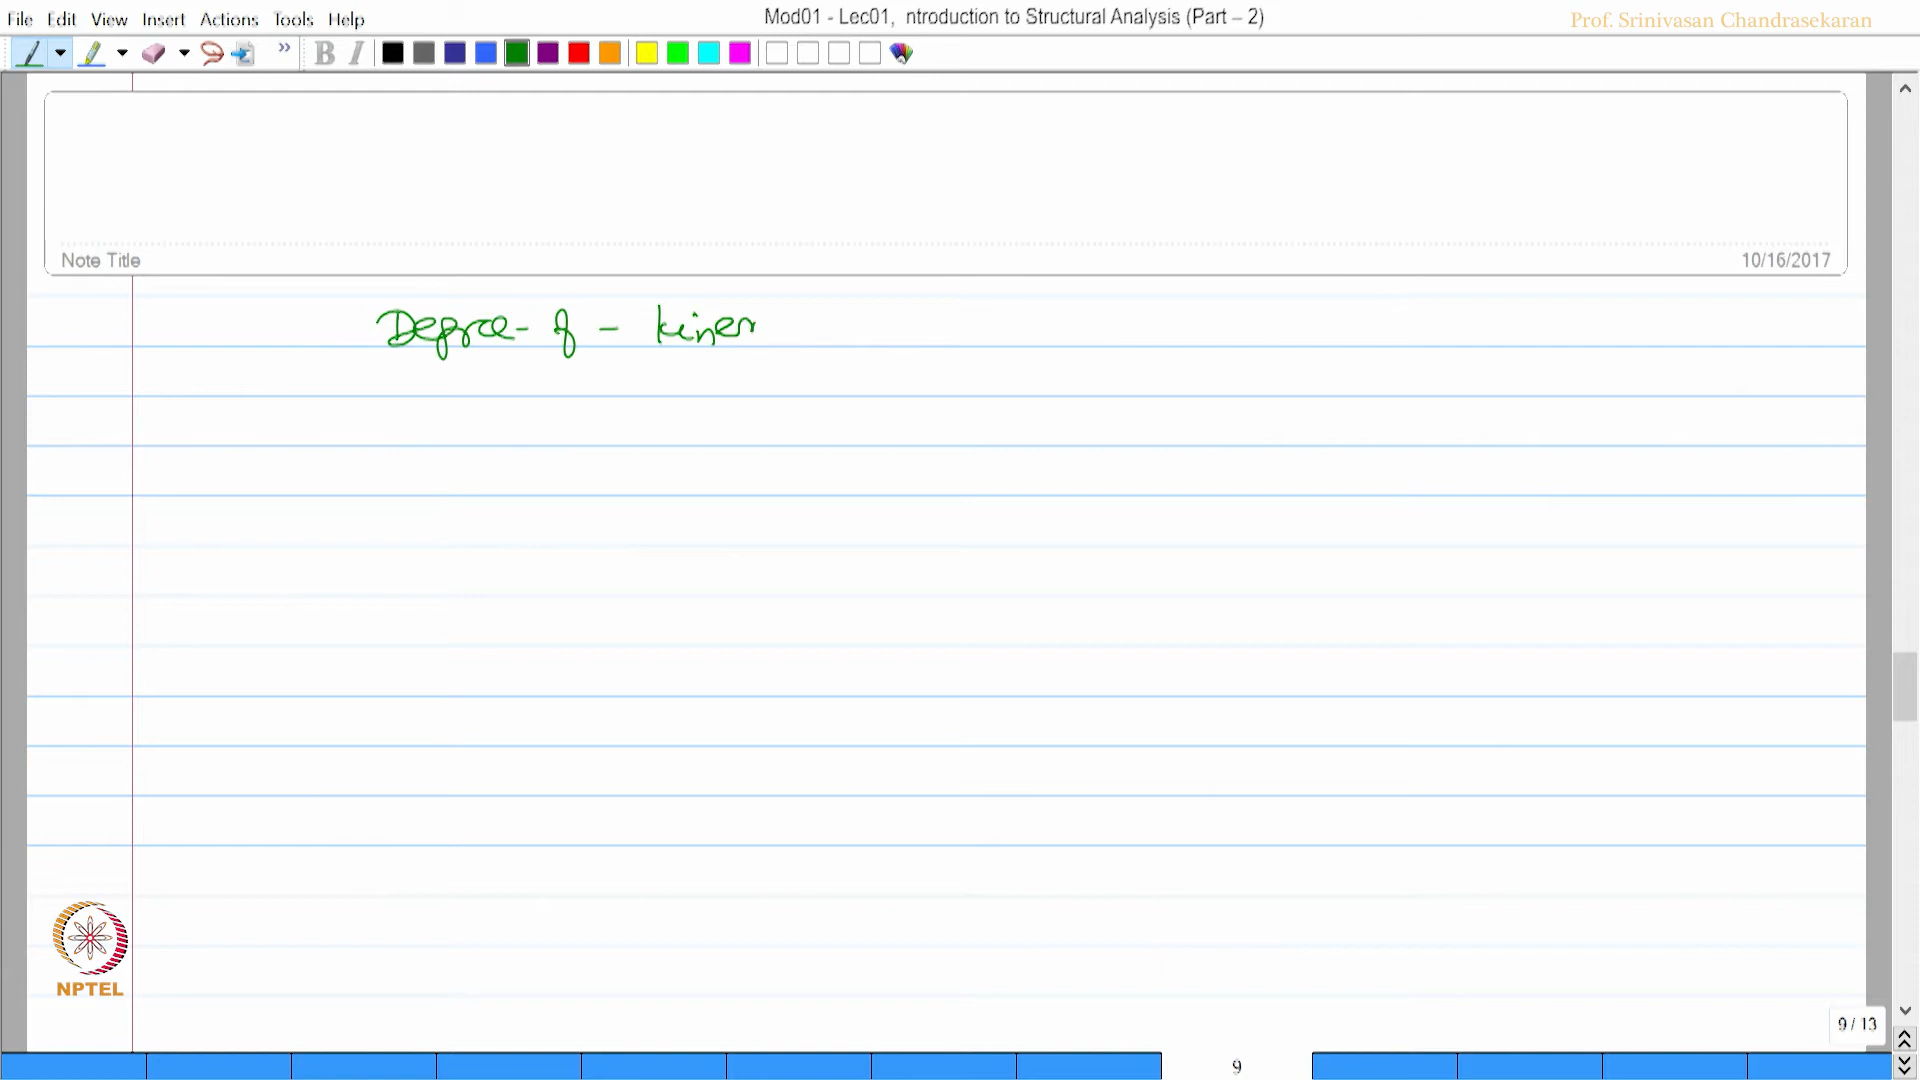 File Edit View Insert Actions Tools Help
Mod01 - Lec01, ntroduction to Structural Analysis (Part – 2)
Prof. Srinivasan Chandrasekaran
B I
Note Title
10/16/2017
Degree- of - kinem
NPTEL
9 / 13
9